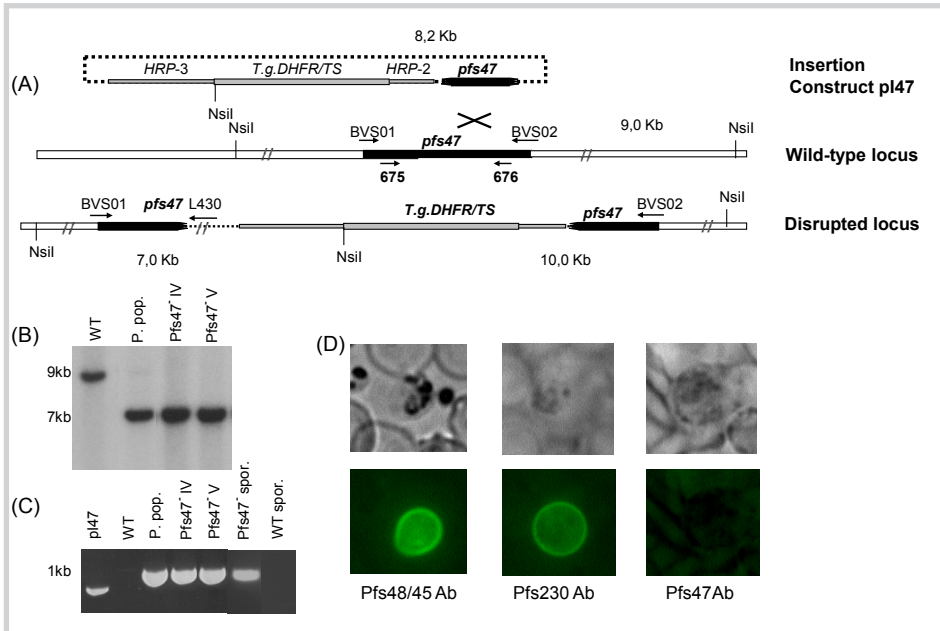 8,2 Kb
(A)
HRP-3 T.g.DHFR/TS HRP-2 pfs47
Insertion
Construct pI47
NsiI
NsiI BVS01 pfs47 BVS02 9,0 Kb NsiI
Wild-type locus
675 676
BVS01 pfs47 L430 T.g.DHFR/TS pfs47 BVS02 NsiI
Disrupted locus
NsiI NsiI
7,0 Kb 10,0 Kb
(B)
WT P. pop. Pfs47- IV Pfs47- V
9kb
7kb
(C)
pI47 WT P. pop. Pfs47- IV Pfs47- V Pfs47- spor. WT spor.
1kb
(D)
Pfs48/45 Ab Pfs230 Ab Pfs47Ab